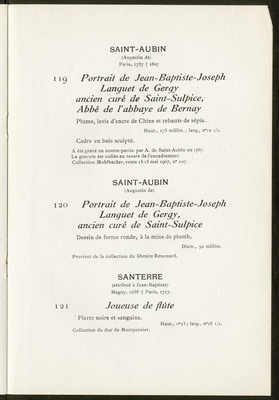 SAINT-AUBIN
(Augustin de)
Paris, 1737 † 1807
119 Portrait de Jean-Baptiste-Joseph
Languet de Gergy
ancien curé de Saint-Sulpice,
Abbé de l'abbaye de Bernay
Plume, lavis d'encre de Chine et rehauts de sépia.
Haut., 175 millim. ; larg., 0m12 1/2.
Cadre en bois sculpté.
A été gravé en contre-partie par A. de Saint-Aubin en 1767.
La gravure est collée au revers de l'encadrement.
Collection Muhlbacher, vente 13-15 mai 1907, n° 107.
SAINT-AUBIN
(Augustin de)
120 Portrait de Jean-Baptiste-Joseph
Languet de Gergy,
ancien curé de Saint-Sulpice
Dessin de forme ronde, à la mine de plomb.
Diam., 50 millim.
Provient de la collection du libraire Renouard.
SANTERRE
(attribué à Jean-Baptiste)
Magny, 1658 † Paris, 1717.
121 Joueuse de flûte
Pierre noire et sanguine.
Haut., 0m25 ; larg., 0m18 1/2.
Collection du duc de Montpensier.